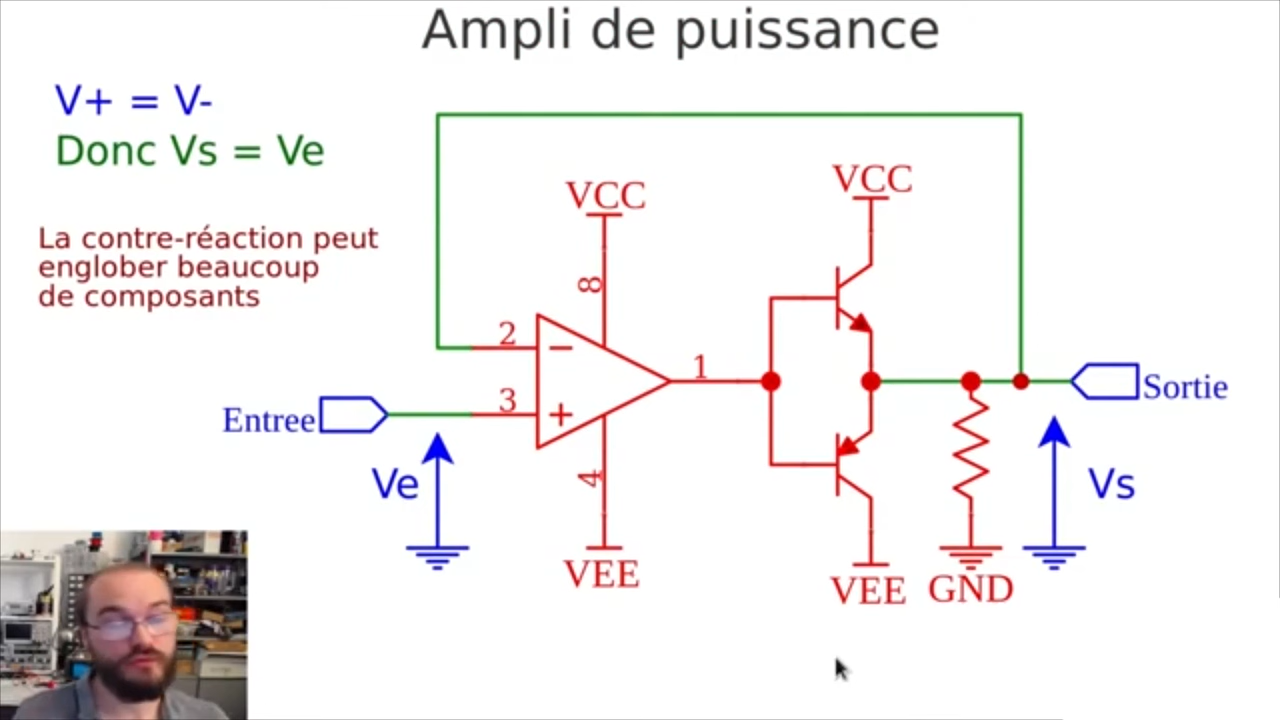 Ampli de puissance
V+ = V-
Donc Vs = Ve
La contre-réaction peut
englober beaucoup
de composants
VCC
VCC
8
2
−
1
3
+
Entree
Sortie
4
Ve
Vs
VEE
VEE
GND